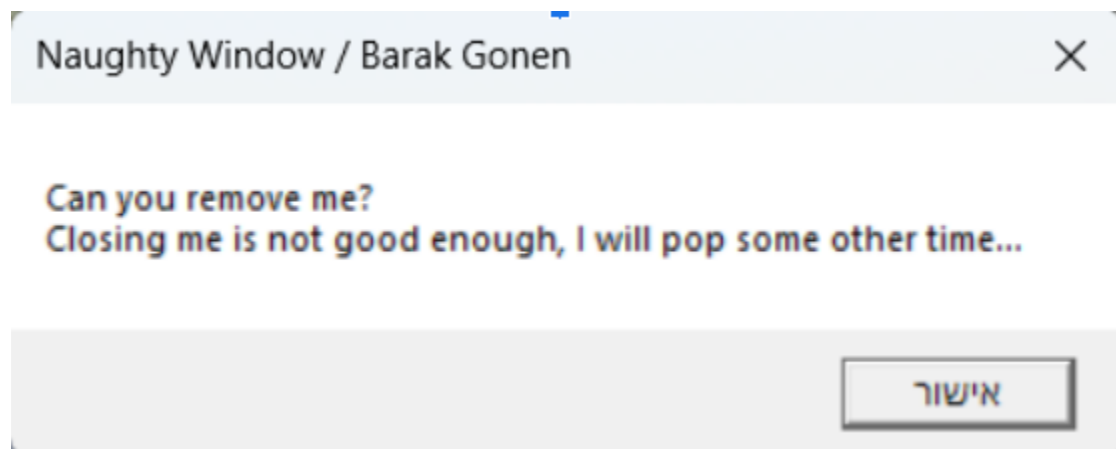 Naughty Window / Barak Gonen
Can you remove me?
Closing me is not good enough, I will pop some other time...
אישור